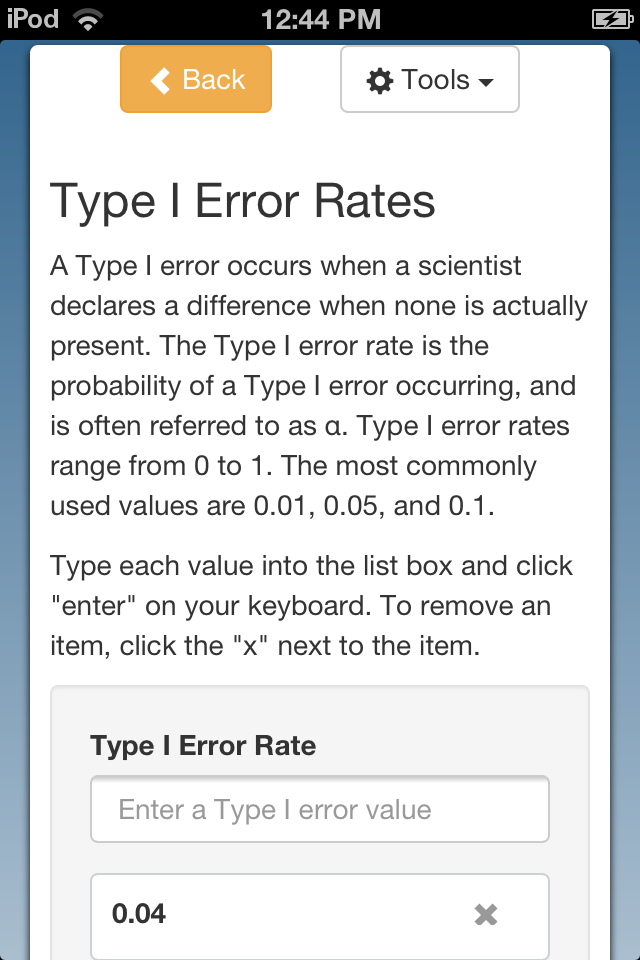 iPod 12:44 PM
Back Tools
Type I Error Rates
A Type I error occurs when a scientist
declares a difference when none is actually
present. The Type I error rate is the
probability of a Type I error occurring, and
is often referred to as α. Type I error rates
range from 0 to 1. The most commonly
used values are 0.01, 0.05, and 0.1.
Type each value into the list box and click
"enter" on your keyboard. To remove an
item, click the "x" next to the item.
Type I Error Rate
Enter a Type I error value
0.04